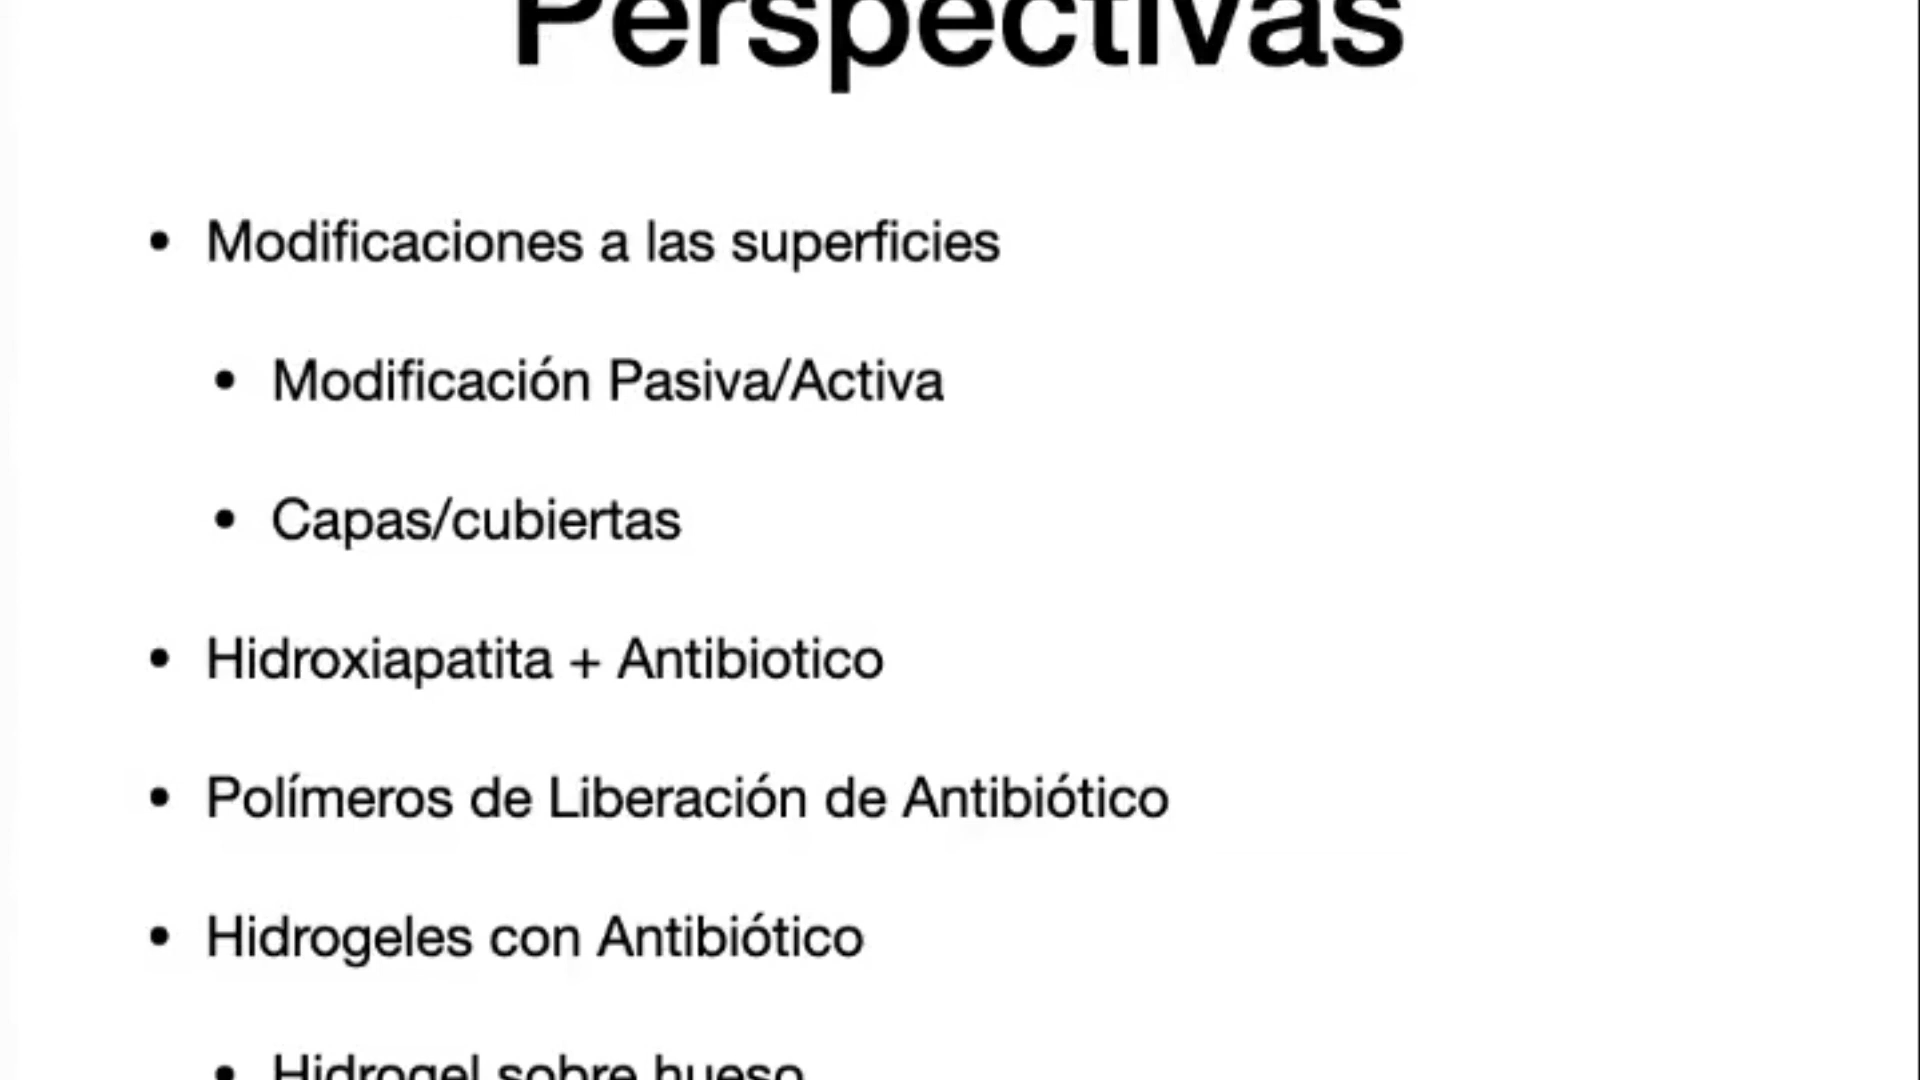 Perspectivas
• Modificaciones a las superficies
• Modificación Pasiva/Activa
• Capas/cubiertas
• Hidroxiapatita + Antibiotico
• Polímeros de Liberación de Antibiótico
• Hidrogeles con Antibiótico
• Hidrogel sobre hueso